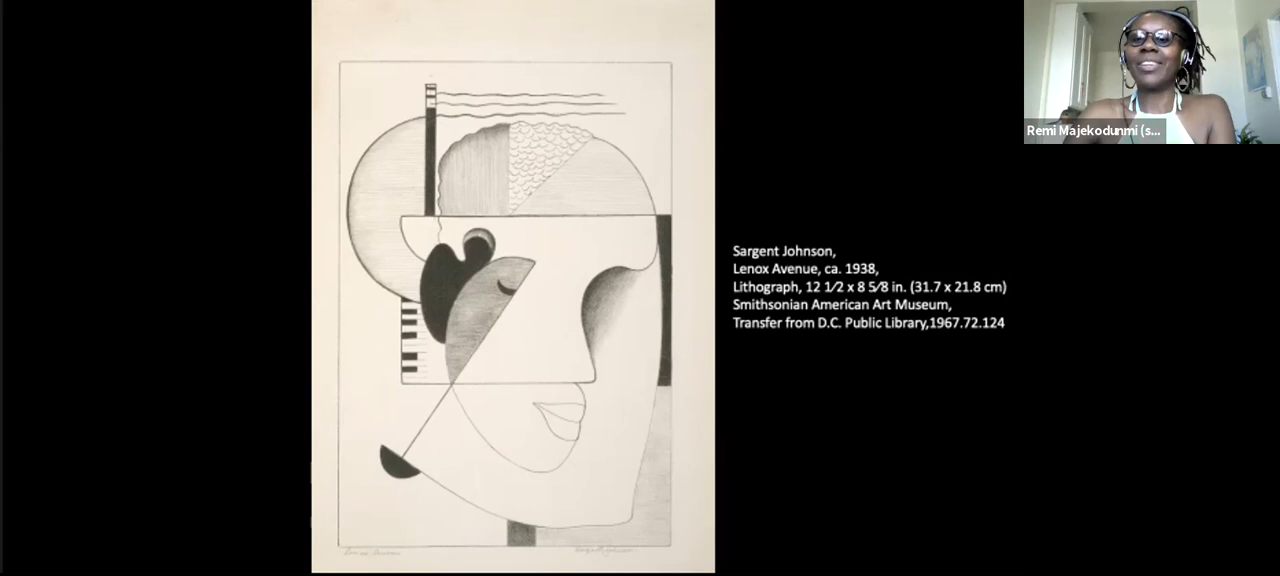 Remi Majekodunmi (s...
Sargent Johnson,
Lenox Avenue, ca. 1938,
Lithograph, 12 1⁄2 x 8 5⁄8 in. (31.7 x 21.8 cm)
Smithsonian American Art Museum,
Transfer from D.C. Public Library,1967.72.124